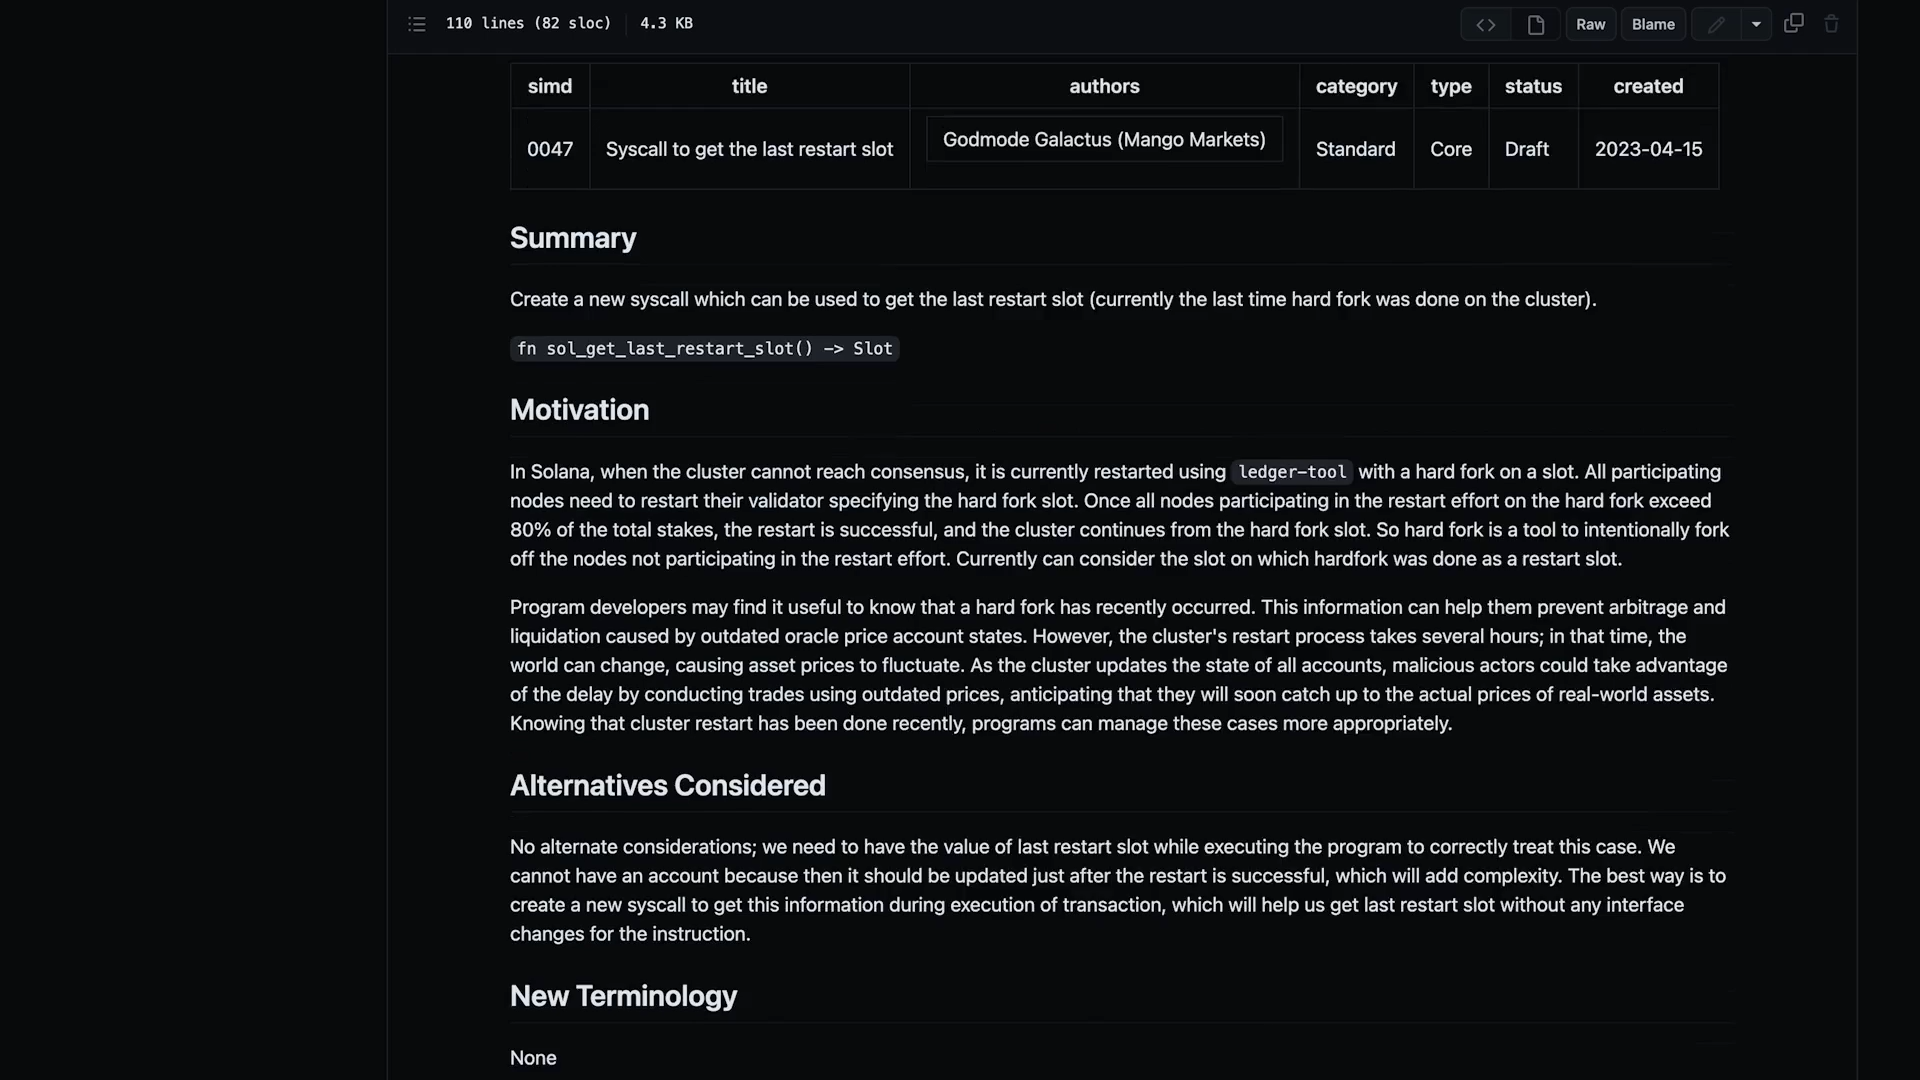 110 lines (82 sloc) 4.3 KB Raw Blame
simd title authors category type status created
0047 Syscall to get the last restart slot Godmode Galactus (Mango Markets) Standard Core Draft 2023-04-15
Summary
Create a new syscall which can be used to get the last restart slot (currently the last time hard fork was done on the cluster).
fn sol_get_last_restart_slot() -> Slot
Motivation
In Solana, when the cluster cannot reach consensus, it is currently restarted using ledger-tool with a hard fork on a slot. All participating
nodes need to restart their validator specifying the hard fork slot. Once all nodes participating in the restart effort on the hard fork exceed
80% of the total stakes, the restart is successful, and the cluster continues from the hard fork slot. So hard fork is a tool to intentionally fork
off the nodes not participating in the restart effort. Currently can consider the slot on which hardfork was done as a restart slot.
Program developers may find it useful to know that a hard fork has recently occurred. This information can help them prevent arbitrage and
liquidation caused by outdated oracle price account states. However, the cluster's restart process takes several hours; in that time, the
world can change, causing asset prices to fluctuate. As the cluster updates the state of all accounts, malicious actors could take advantage
of the delay by conducting trades using outdated prices, anticipating that they will soon catch up to the actual prices of real-world assets.
Knowing that cluster restart has been done recently, programs can manage these cases more appropriately.
Alternatives Considered
No alternate considerations; we need to have the value of last restart slot while executing the program to correctly treat this case. We
cannot have an account because then it should be updated just after the restart is successful, which will add complexity. The best way is to
create a new syscall to get this information during execution of transaction, which will help us get last restart slot without any interface
changes for the instruction.
New Terminology
None